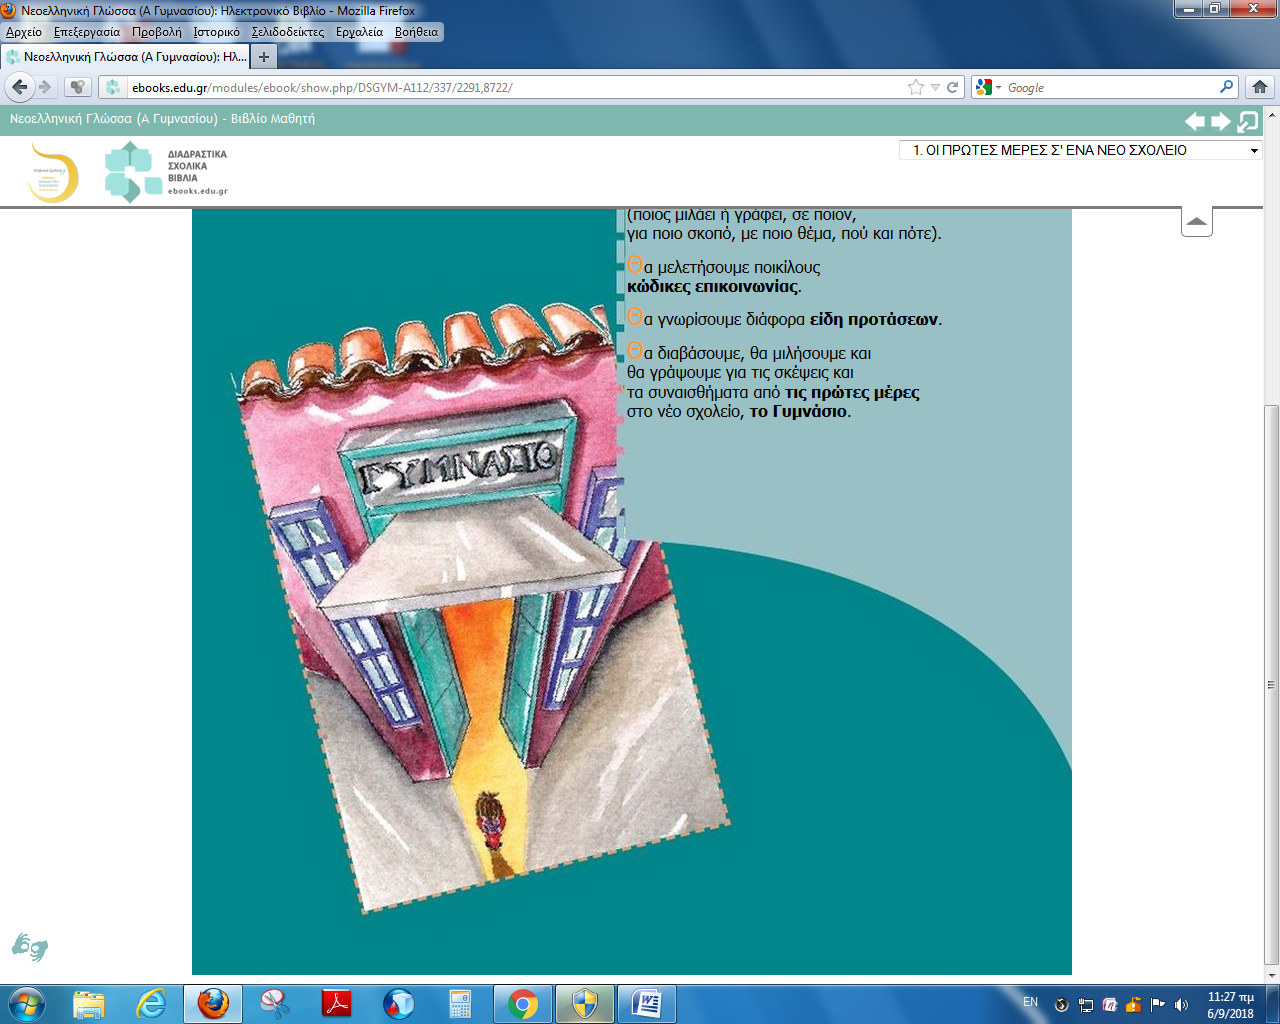 Νεοελληνική Γλώσσα (Α Γυμνασίου): Ηλεκτρονικό Βιβλίο - Mozilla Firefox
Αρχείο Επεξεργασία Προβολή Ιστορικό Σελιδοδείκτες Εργαλεία Βοήθεια
Νεοελληνική Γλώσσα (Α Γυμνασίου): Ηλ...
ebooks.edu.gr/modules/ebook/show.php/DSGYM-A112/337/2291,8722/
Google
Νεοελληνική Γλώσσα (Α Γυμνασίου) - Βιβλίο Μαθητή
ΔΙΑΔΡΑΣΤΙΚΑ
ΣΧΟΛΙΚΑ
ΒΙΒΛΙΑ
ebooks.edu.gr
1. ΟΙ ΠΡΩΤΕΣ ΜΕΡΕΣ Σ' ΕΝΑ ΝΕΟ ΣΧΟΛΕΙΟ
(ποιος μιλάει ή γράφει, σε ποιον,
για ποιο σκοπό, με ποιο θέμα, πού και πότε).
Θα μελετήσουμε ποικίλους
κώδικες επικοινωνίας.
Θα γνωρίσουμε διάφορα είδη προτάσεων.
Θα διαβάσουμε, θα μιλήσουμε και
θα γράψουμε για τις σκέψεις και
τα συναισθήματα από τις πρώτες μέρες
στο νέο σχολείο, το Γυμνάσιο.
ΓΥΜΝΑΣΙΟ
EN
11:27 πμ
6/9/2018